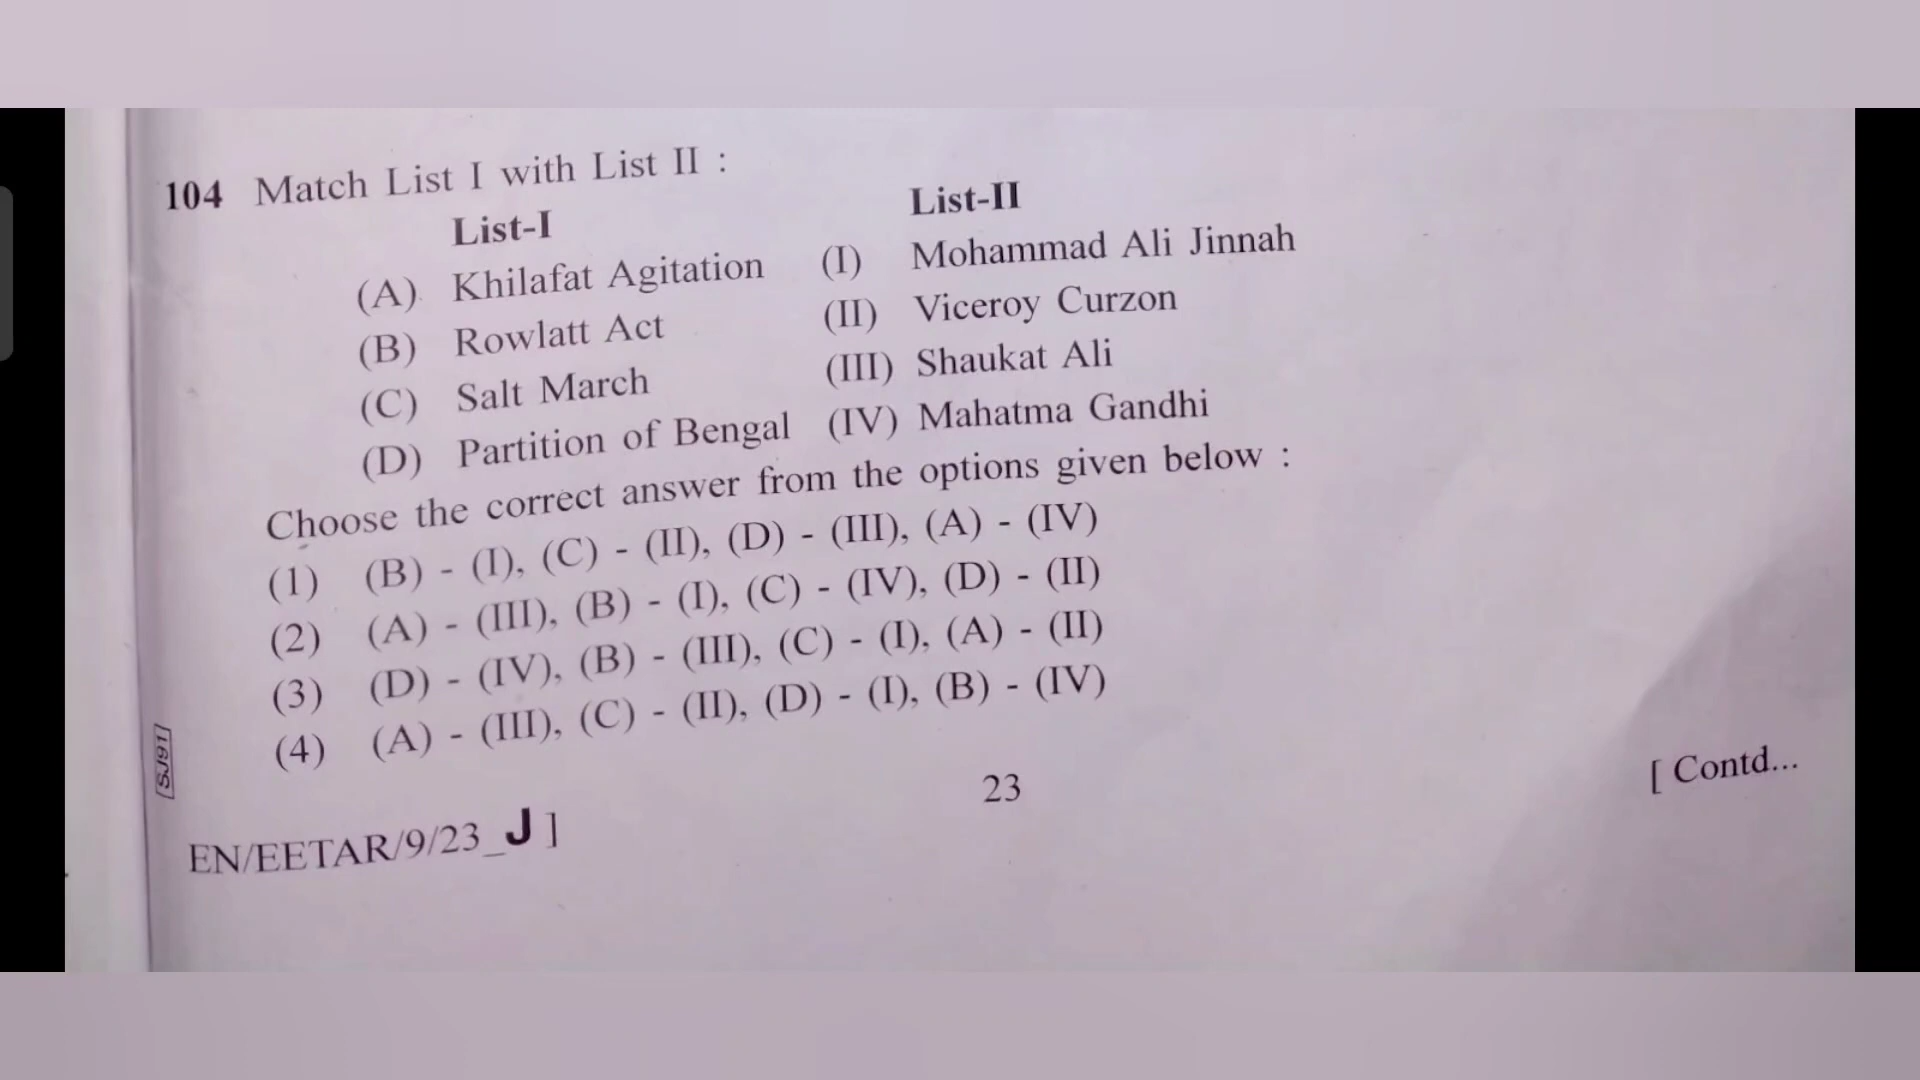 104 Match List I with List II :
List-I List-II
(A) Khilafat Agitation (I) Mohammad Ali Jinnah
(B) Rowlatt Act (II) Viceroy Curzon
(C) Salt March (III) Shaukat Ali
(D) Partition of Bengal (IV) Mahatma Gandhi
Choose the correct answer from the options given below :
(1) (B) - (I), (C) - (II), (D) - (III), (A) - (IV)
(2) (A) - (III), (B) - (I), (C) - (IV), (D) - (II)
(3) (D) - (IV), (B) - (III), (C) - (I), (A) - (II)
(4) (A) - (III), (C) - (II), (D) - (I), (B) - (IV)
SJ91
EN/EETAR/9/23_J ] 23 [ Contd...